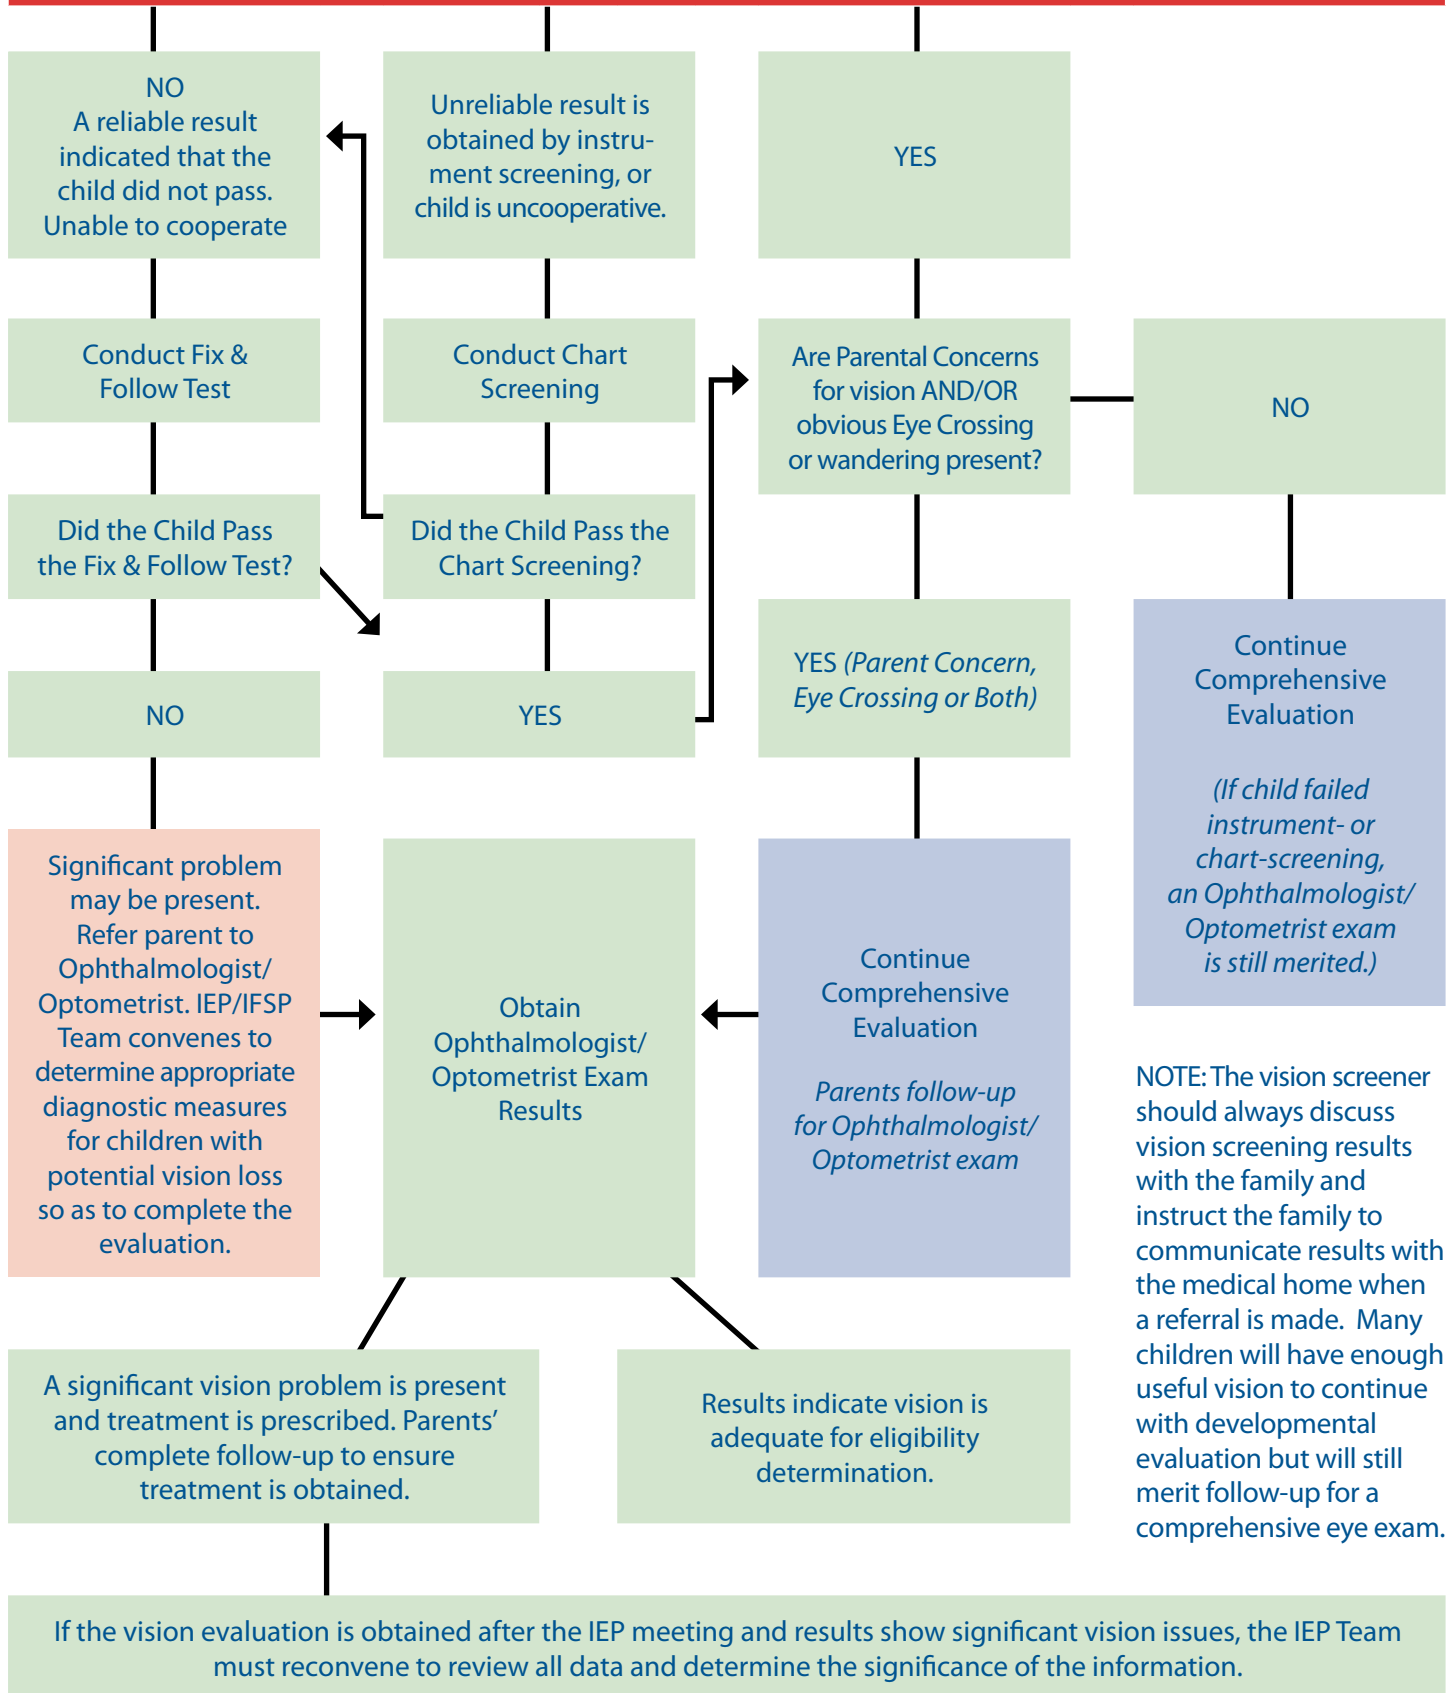 NO
A reliable result
indicated that the
child did not pass.
Unable to cooperate
Unreliable result is
obtained by instru-
ment screening, or
child is uncooperative.
YES
Conduct Fix &
Follow Test
Conduct Chart
Screening
Are Parental Concerns
for vision AND/OR
obvious Eye Crossing
or wandering present?
NO
Did the Child Pass
the Fix & Follow Test?
Did the Child Pass the
Chart Screening?
NO
YES
YES (Parent Concern,
Eye Crossing or Both)
Continue
Comprehensive
Evaluation
(If child failed
instrument- or
chart-screening,
an Ophthalmologist/
Optometrist exam
is still merited.)
Significant problem
may be present.
Refer parent to
Ophthalmologist/
Optometrist. IEP/IFSP
Team convenes to
determine appropriate
diagnostic measures
for children with
potential vision loss
so as to complete the
evaluation.
Obtain
Ophthalmologist/
Optometrist Exam
Results
Continue
Comprehensive
Evaluation
Parents follow-up
for Ophthalmologist/
Optometrist exam
NOTE: The vision screener
should always discuss
vision screening results
with the family and
instruct the family to
communicate results with
the medical home when
a referral is made.  Many
children will have enough
useful vision to continue
with developmental
evaluation but will still
merit follow-up for a
comprehensive eye exam.
A significant vision problem is present
and treatment is prescribed. Parents’
complete follow-up to ensure
treatment is obtained.
Results indicate vision is
adequate for eligibility
determination.
If the vision evaluation is obtained after the IEP meeting and results show significant vision issues, the IEP Team
must reconvene to review all data and determine the significance of the information.